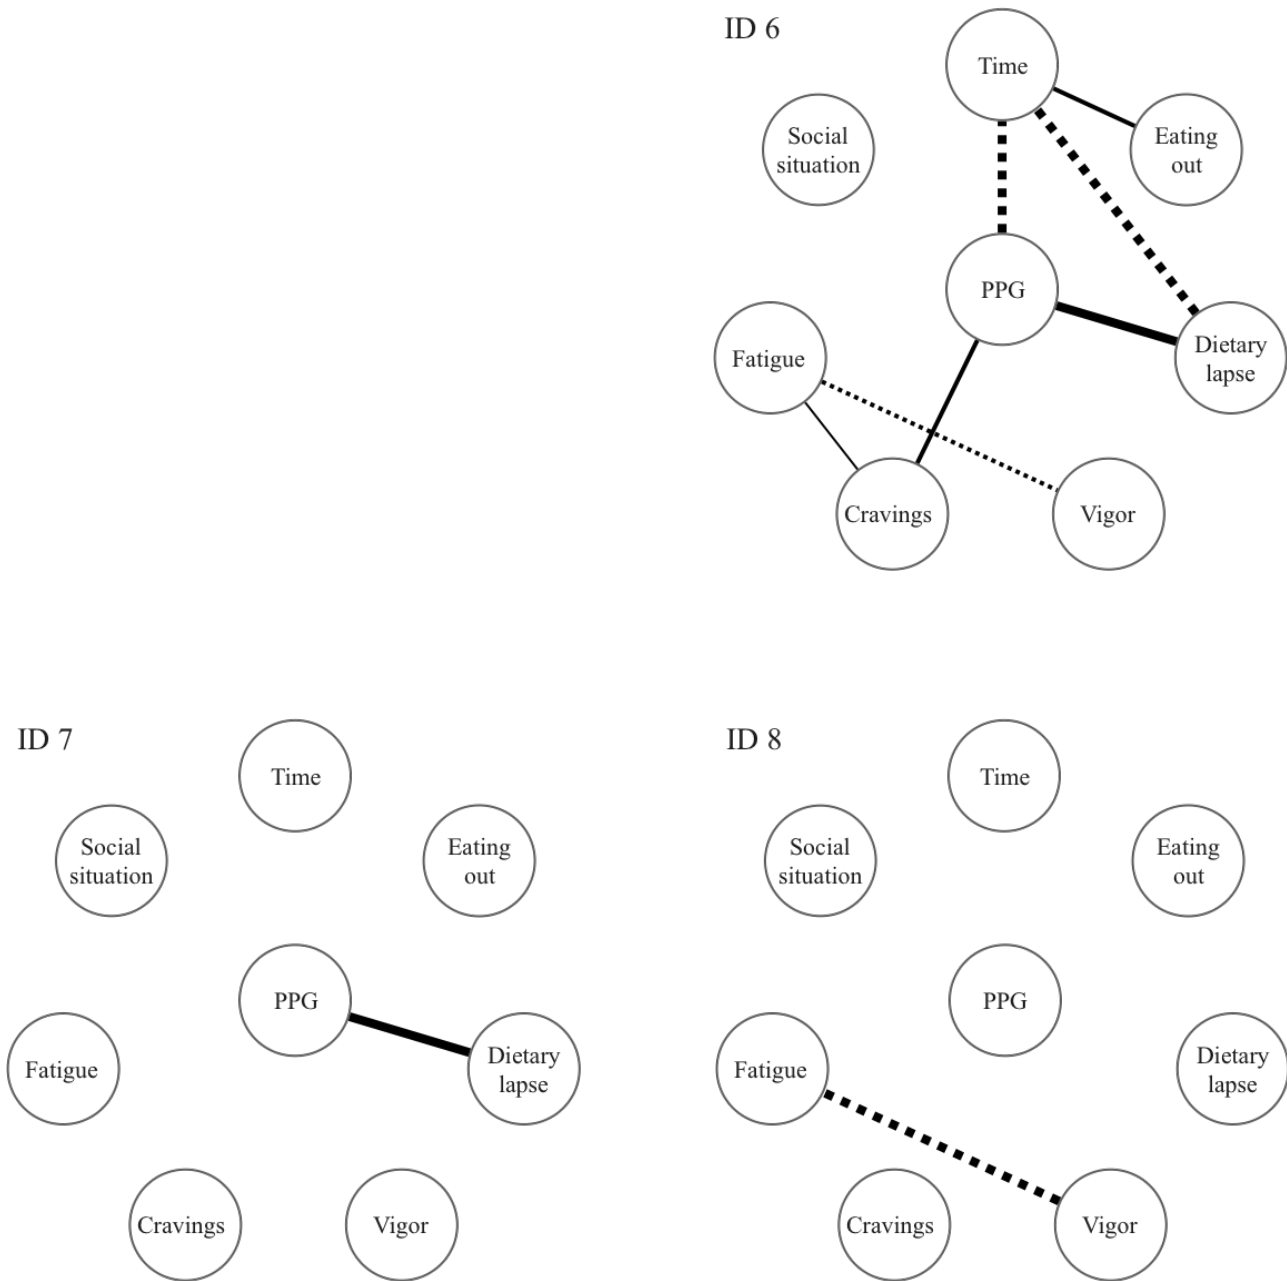 ID 6
Time
Social
situation
Eating
out
PPG
Fatigue
Dietary
lapse
Cravings
Vigor
ID 7
Time
Social
situation
Eating
out
PPG
Fatigue
Dietary
lapse
Cravings
Vigor
ID 8
Time
Social
situation
Eating
out
PPG
Fatigue
Dietary
lapse
Cravings
Vigor